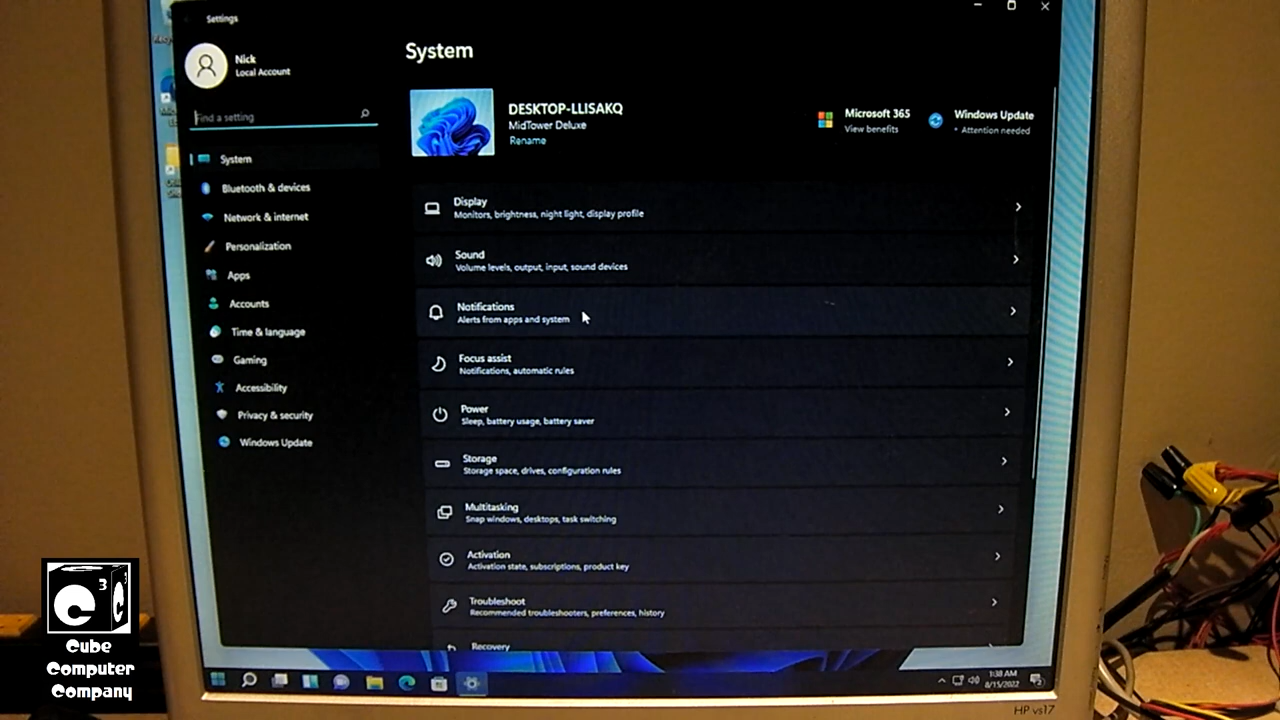 Settings
Nick
Local Account
Find a setting
System
Bluetooth & devices
Network & internet
Personalization
Apps
Accounts
Time & language
Gaming
Accessibility
Privacy & security
Windows Update
System
DESKTOP-LLISAKQ
MidTower Deluxe
Rename
Microsoft 365
View benefits
Windows Update
• Attention needed
Display
Monitors, brightness, night light, display profile
Sound
Volume levels, output, input, sound devices
Notifications
Alerts from apps and system
Focus assist
Notifications, automatic rules
Power
Sleep, battery usage, battery saver
Storage
Storage space, drives, configuration rules
Multitasking
Snap windows, desktops, task switching
Activation
Activation state, subscriptions, product key
Troubleshoot
Recommended troubleshooters, preferences, history
Recovery
1:38 AM
8/15/2022
HP vs17
C 3 C
Cube
Computer
Company